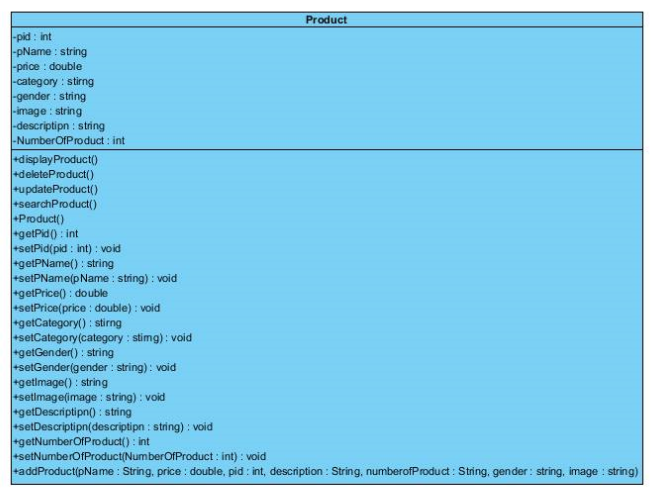 Product
-pid : int
-pName : string
-price : double
-category : stirng
-gender : string
-image : string
-descriptipn : string
-NumberOfProduct : int
+displayProduct()
+deleteProduct()
+updateProduct()
+searchProduct()
+Product()
+getPid() : int
+setPid(pid : int) : void
+getPName() : string
+setPName(pName : string) : void
+getPrice() : double
+setPrice(price : double) : void
+getCategory() : stirng
+setCategory(category : stirng) : void
+getGender() : string
+setGender(gender : string) : void
+getImage() : string
+setImage(image : string) : void
+getDescriptipn() : string
+setDescriptipn(descriptipn : string) : void
+getNumberOfProduct() : int
+setNumberOfProduct(NumberOfProduct : int) : void
+addProduct(pName : String, price : double, pid : int, description : String, numberofProduct : String, gender : string, image : string)